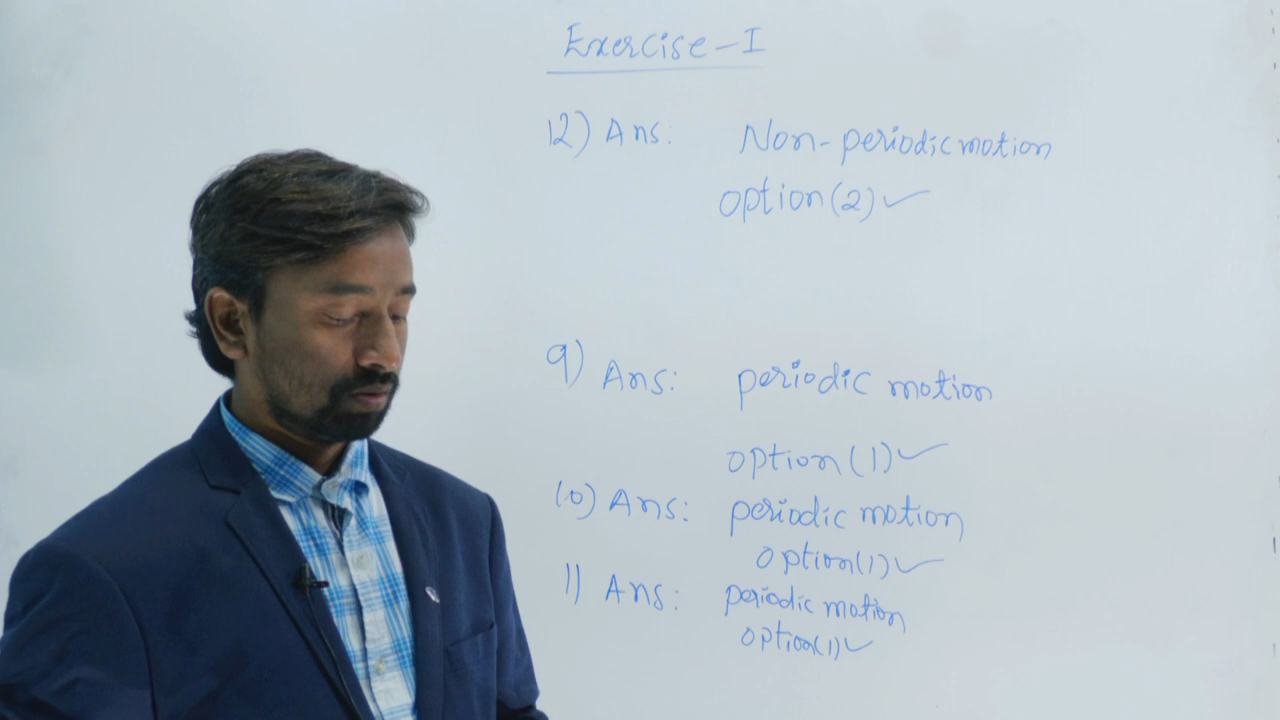 Exercise-I
12) Ans: Non-periodic motion
option(2) ✓
9) Ans: periodic motion
option(1) ✓
10) Ans: periodic motion
option(1) ✓
11 Ans: periodic motion
option(1) ✓